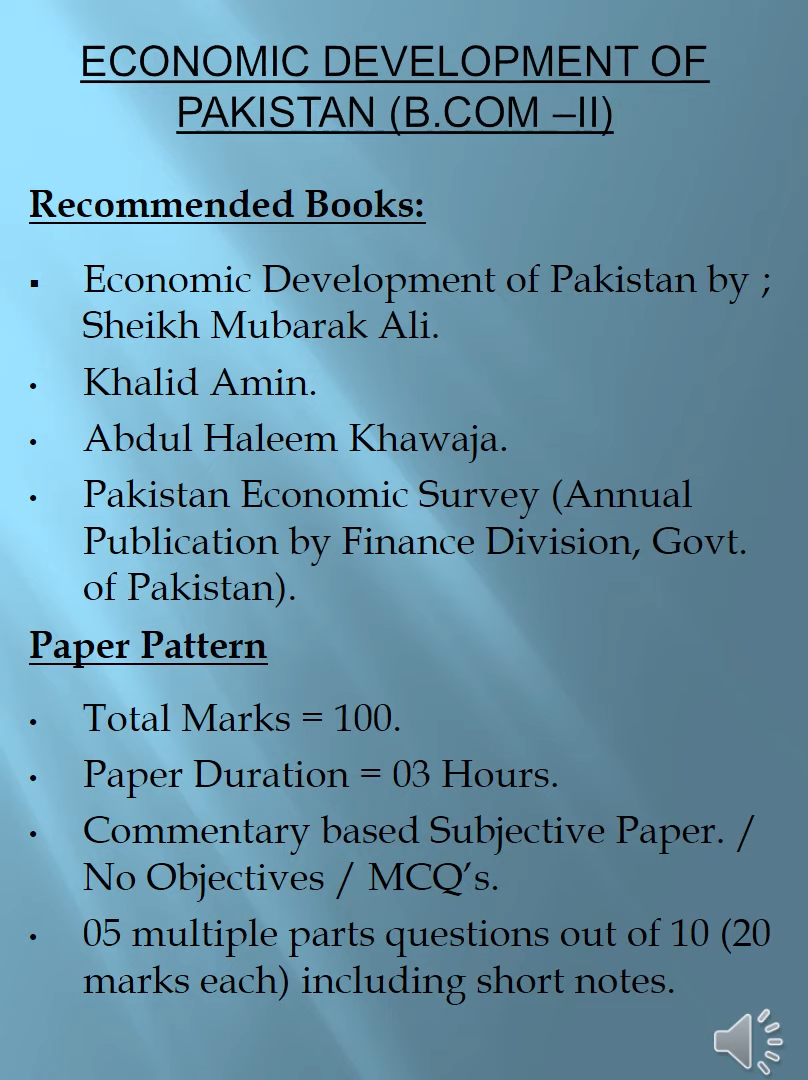 ECONOMIC DEVELOPMENT OF
PAKISTAN (B.COM –II)
Recommended Books:
▪ Economic Development of Pakistan by ;
Sheikh Mubarak Ali.
• Khalid Amin.
• Abdul Haleem Khawaja.
• Pakistan Economic Survey (Annual
Publication by Finance Division, Govt.
of Pakistan).
Paper Pattern
• Total Marks = 100.
• Paper Duration = 03 Hours.
• Commentary based Subjective Paper. /
No Objectives / MCQ’s.
• 05 multiple parts questions out of 10 (20
marks each) including short notes.